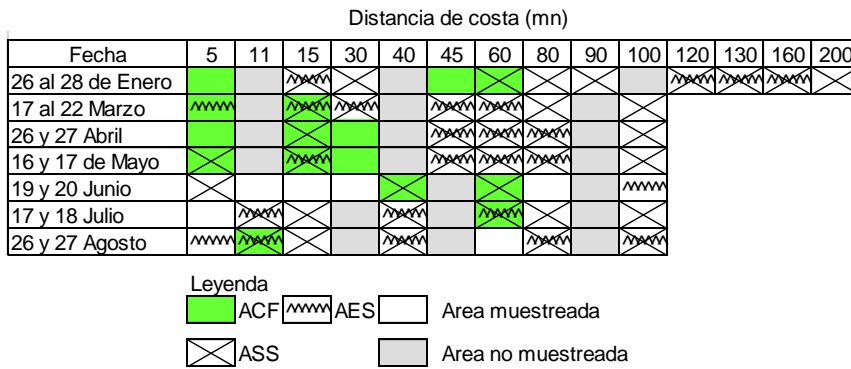 Distancia de costa (mn)
Fecha 5 11 15 30 40 45 60 80 90 100 120 130 160 200
26 al 28 de Enero
17 al 22 Marzo
26 y 27 Abril
16 y 17 de Mayo
19 y 20 Junio
17 y 18 Julio
26 y 27 Agosto
Leyenda
ACF AES Area muestreada
ASS Area no muestreada